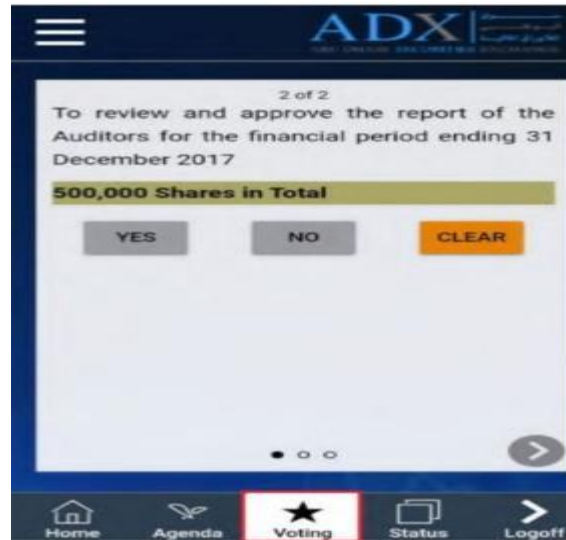 ADX
2 of 2
To review and approve the report of the
Auditors for the financial period ending 31
December 2017
500,000 Shares in Total
YES NO CLEAR
Home Agenda Voting Status Logoff